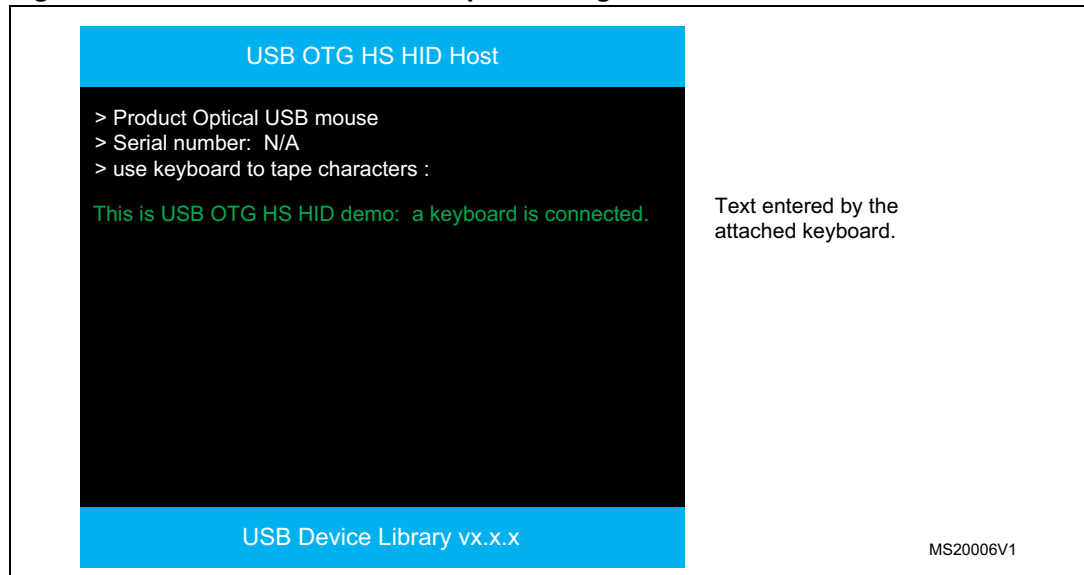 USB OTG HS HID Host
> Product Optical USB mouse
> Serial number:  N/A
> use keyboard to tape characters :
This is USB OTG HS HID demo:  a keyboard is connected.
Text entered by the
attached keyboard.
USB Device Library vx.x.x
MS20006V1